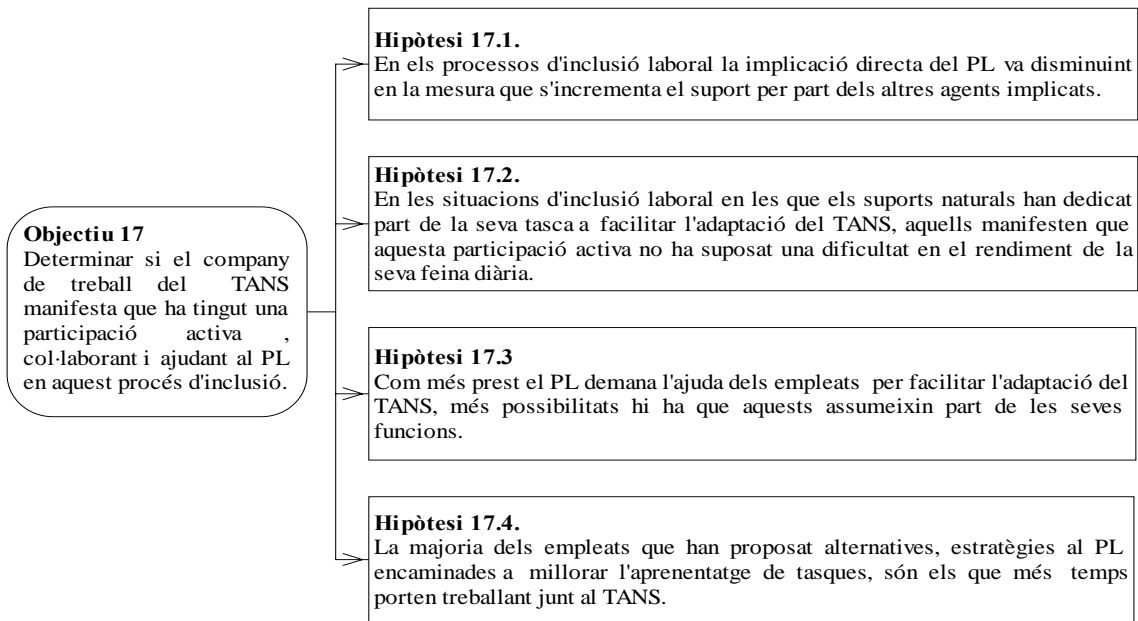 Objectiu 17
Determinar si el company
de treball del TANS
manifesta que ha tingut una
participació activa ,
col·laborant i ajudant al PL
en aquest procés d'inclusió.
Hipòtesi 17.1.
En els processos d'inclusió laboral la implicació directa del PL va disminuint
en la mesura que s'incrementa el suport per part dels altres agents implicats.
Hipòtesi 17.2.
En les situacions d'inclusió laboral en les que els suports naturals han dedicat
part de la seva tasca a facilitar l'adaptació del TANS, aquells manifesten que
aquesta participació activa no ha suposat una dificultat en el rendiment de la
seva feina diària.
Hipòtesi 17.3
Com més prest el PL demana l'ajuda dels empleats per facilitar l'adaptació del
TANS, més possibilitats hi ha que aquests assumeixin part de les seves
funcions.
Hipòtesi 17.4.
La majoria dels empleats que han proposat alternatives, estratègies al PL
encaminades a millorar l'aprenentatge de tasques, són els que més temps
porten treballant junt al TANS.